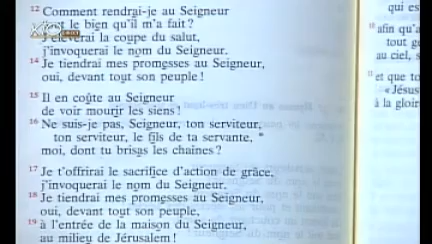 12 Comment rendrai-je au Seigneur
le bien qu'il m'a fait ?
J'élèverai la coupe du salut,
j'invoquerai le nom du Seigneur.
14 Je tiendrai mes promesses au Seigneur,
oui, devant tout son peuple !
15 Il en coûte au Seigneur
de voir mourir les siens !
16 Ne suis-je pas, Seigneur, ton serviteur,
ton serviteur, le fils de ta servante, *
moi, dont tu brisas les chaînes ?
17 Je t'offrirai le sacrifice d'action de grâce,
j'invoquerai le nom du Seigneur.
18 Je tiendrai mes promesses au Seigneur,
oui, devant tout son peuple,
19 à l'entrée de la maison du Seigneur,
au milieu de Jérusalem !
qui es
10 afin qu'a
tout g
au ciel, s
11 et que to
« Jésus
à la gloir